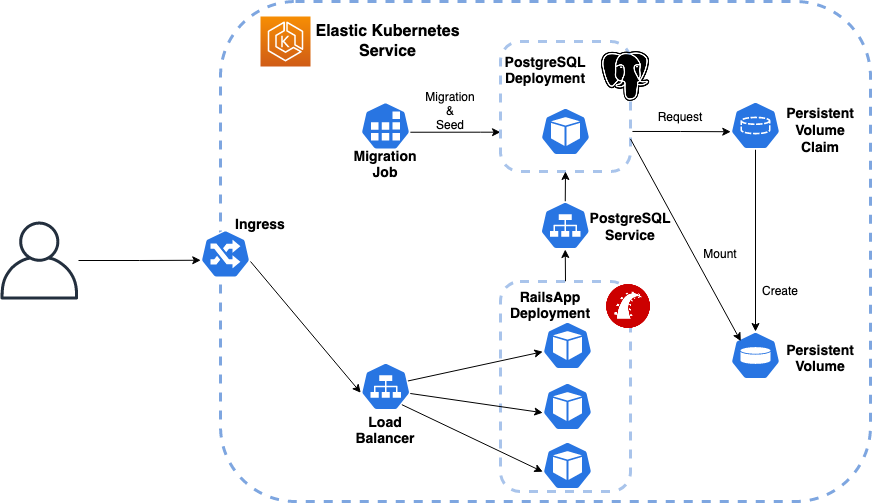 Elastic Kubernetes
Service
PostgreSQL
Deployment
Migration
&
Seed
Migration
Job
Request
Persistent
Volume
Claim
Ingress
PostgreSQL
Service
Mount
Create
RailsApp
Deployment
Persistent
Volume
Load
Balancer